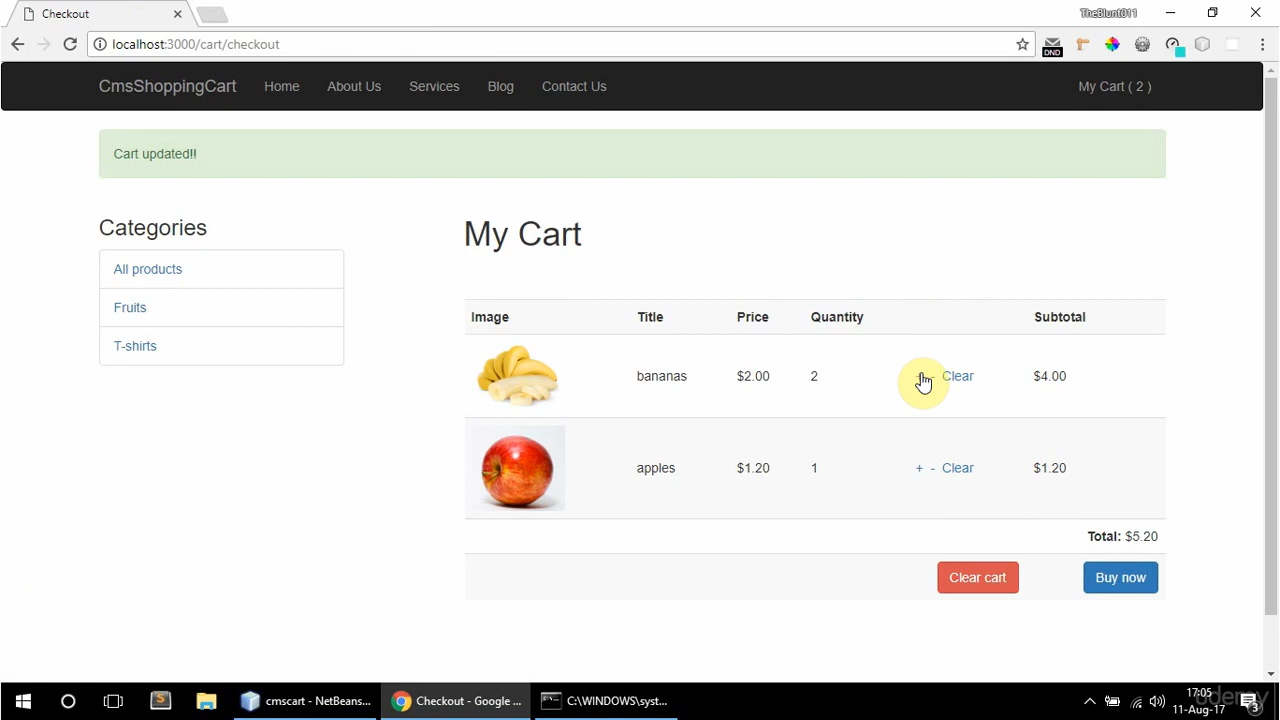 Checkout
TheBlunt011
localhost:3000/cart/checkout
DND
CmsShoppingCart Home About Us Services Blog Contact Us My Cart ( 2 )
Cart updated!!
Categories
All products
Fruits
T-shirts
My Cart
Image Title Price Quantity Subtotal
bananas $2.00 2 + - Clear $4.00
apples $1.20 1 + - Clear $1.20
Total: $5.20
Clear cart Buy now
cmscart - NetBeans... Checkout - Google ... C:\WINDOWS\syst...
17:05
11-Aug-17
3
udemy